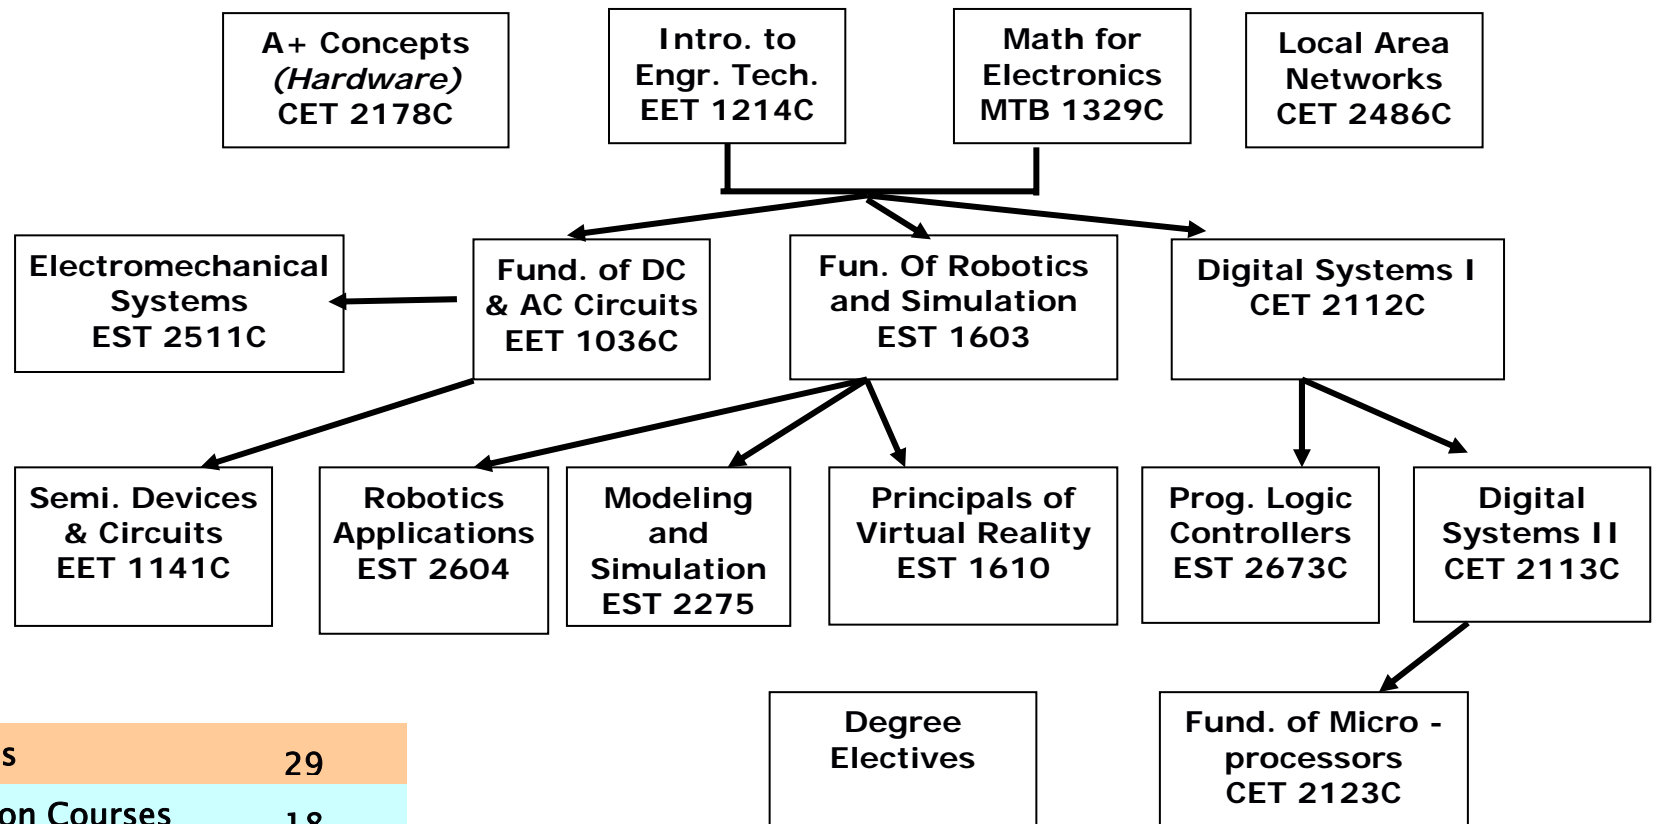 A+ Concepts
(Hardware)
CET 2178C
Intro. to
Engr. Tech.
EET 1214C
Math for
Electronics
MTB 1329C
Local Area
Networks
CET 2486C
Electromechanical
Systems
EST 2511C
Fund. of DC
& AC Circuits
EET 1036C
Fun. Of Robotics
and Simulation
EST 1603
Digital Systems I
CET 2112C
Semi. Devices
& Circuits
EET 1141C
Robotics
Applications
EST 2604
Modeling
and
Simulation
EST 2275
Principals of
Virtual Reality
EST 1610
Prog. Logic
Controllers
EST 2673C
Digital
Systems II
CET 2113C
Degree
Electives
Fund. of Micro -
processors
CET 2123C
s 29
on Courses 18